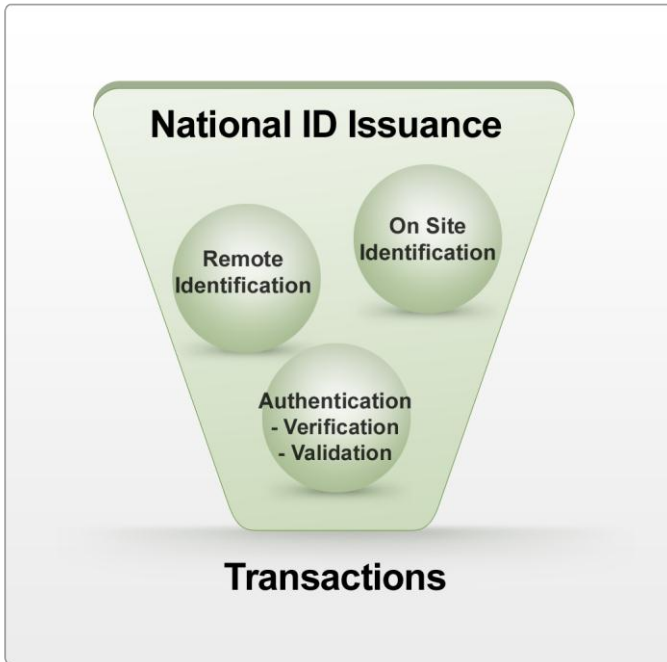 National ID Issuance
On Site
Identification
Remote
Identification
Authentication
- Verification
- Validation
Transactions